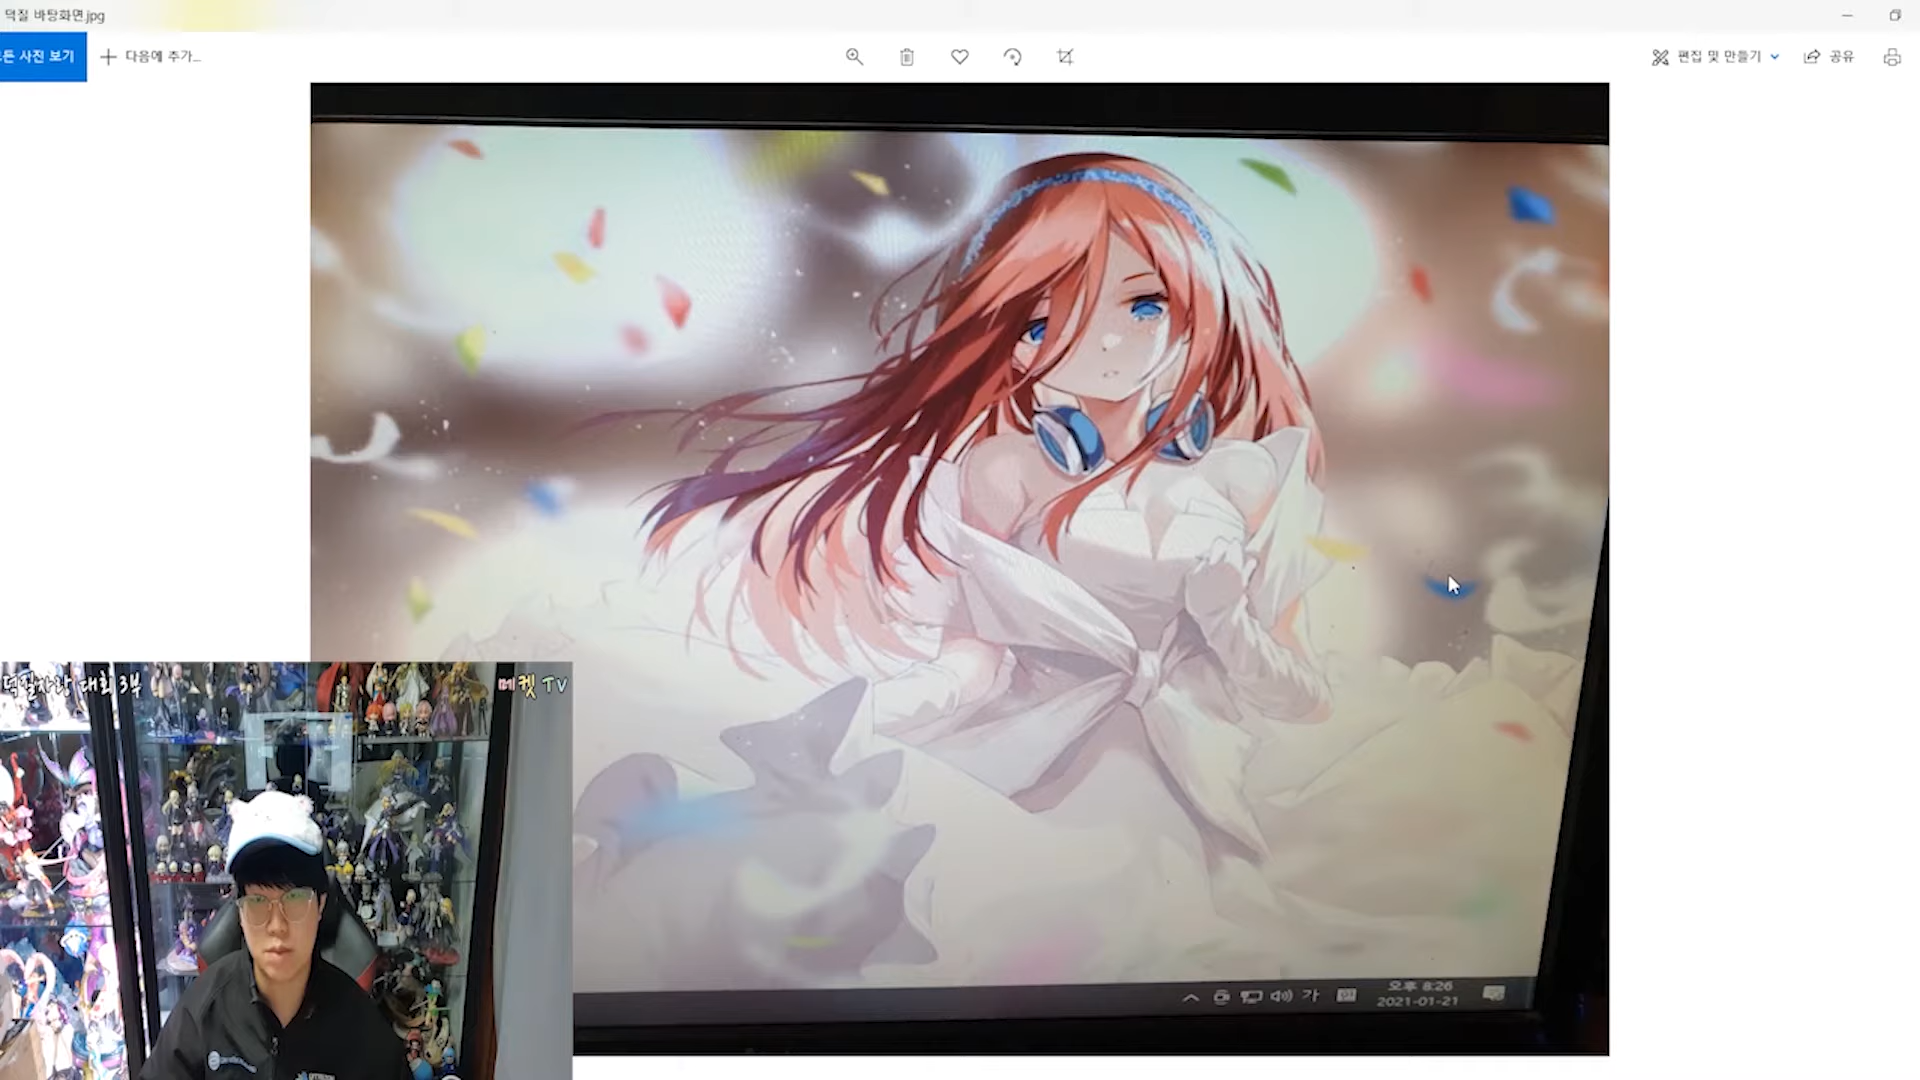 덕질 바탕화면.jpg
든 사진 보기
다음에 추가...
편집 및 만들기
공유
덕질자랑 대회 3부
메켓 TV
가
오후 8:26
2021-01-21